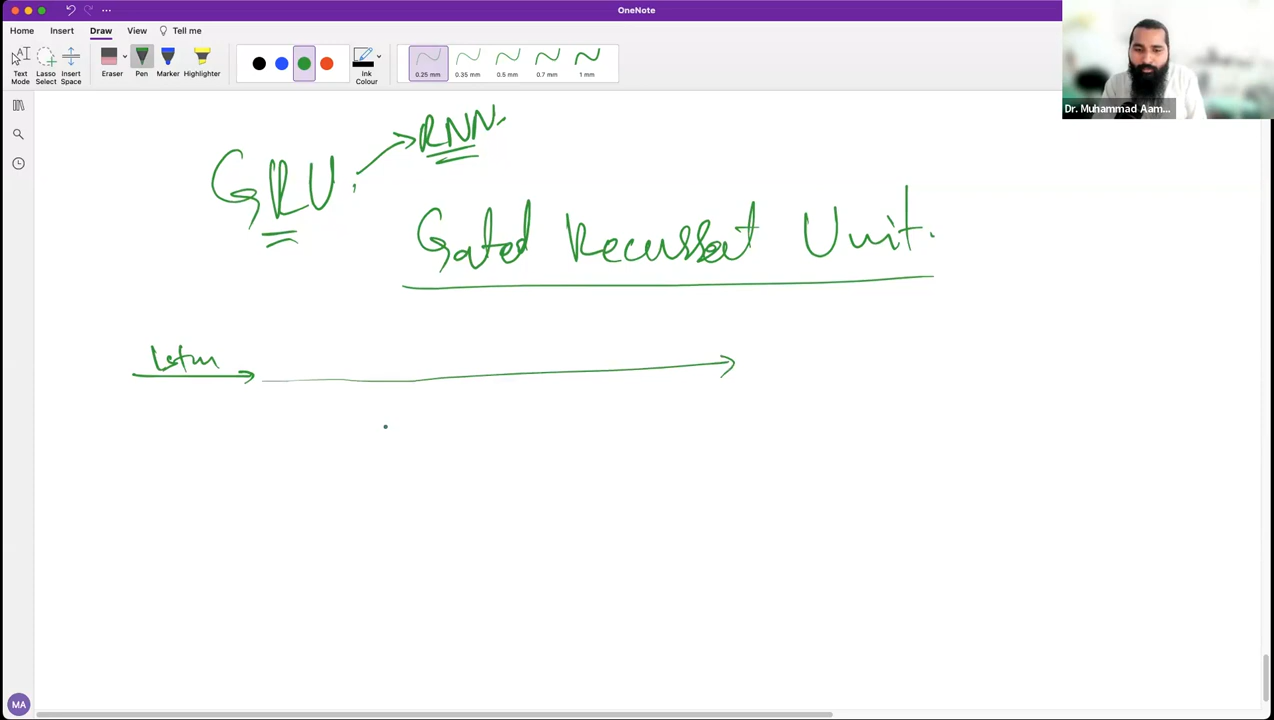 OneNote
Home Insert Draw View Tell me
Text Mode
Lasso Select
Insert Space
Eraser
Pen
Marker
Highlighter
Ink Colour
0.25 mm 0.35 mm 0.5 mm 0.7 mm 1 mm
Dr. Muhammad Aam...
RNN.
GRU.
Gated Recurrent Unit.
Lstm
MA